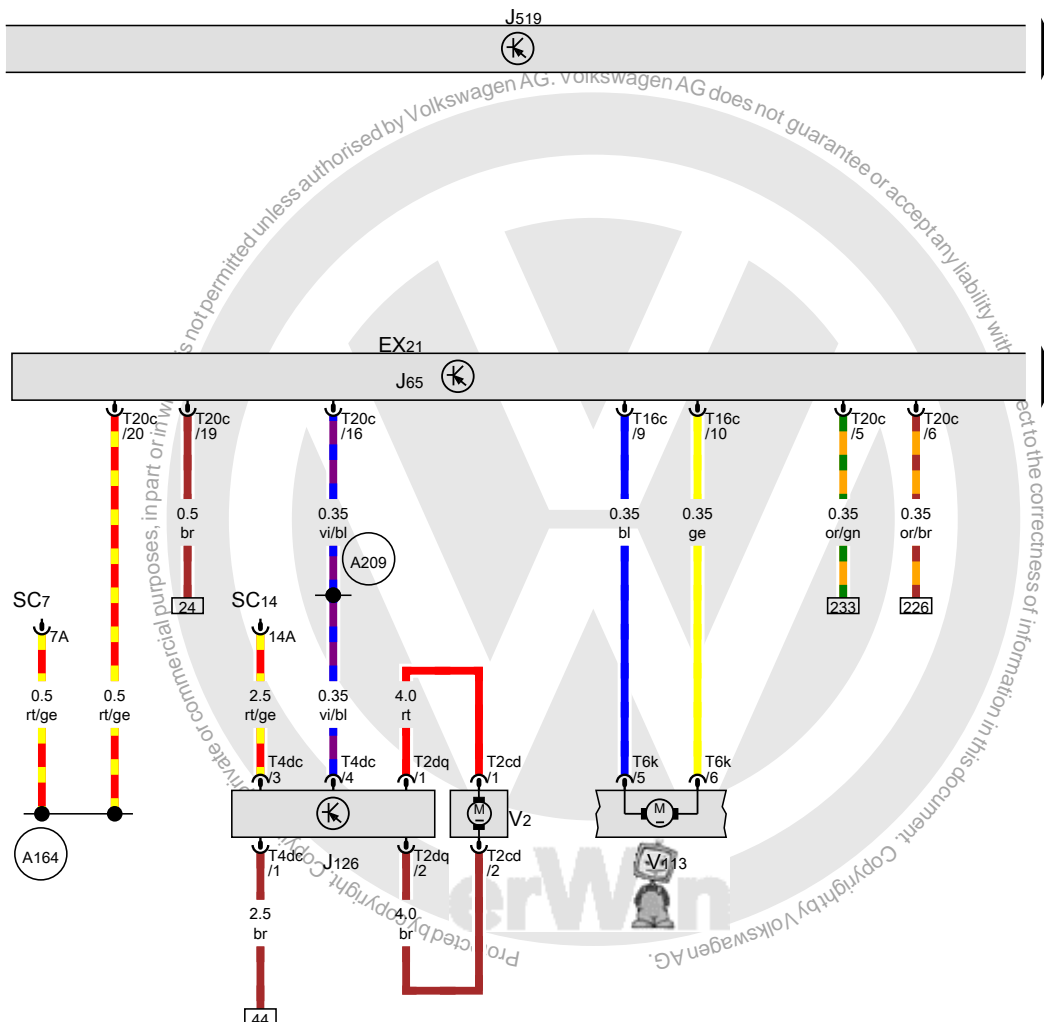 J519
is not permitted unless authorised by Volkswagen AG. Volkswagen AG does not guarantee or accept any liability with
ect to the correctness of information in this document. Copyright by Volkswagen AG.
Protected by copyright. Copying
rivate or commercial purposes, in part or in w
EX21
J65
T20c /20
T20c /19
T20c /16
T16c /9
T16c /10
T20c /5
T20c /6
0.5 br
0.35 vi/bl
0.35 bl
0.35 ge
0.35 or/gn
0.35 or/br
A209
SC7
24
SC14
233
226
7A
14A
0.5 rt/ge
0.5 rt/ge
2.5 rt/ge
0.35 vi/bl
4.0 rt
T4dc /3
T4dc /4
T2dq /1
T2cd /1
T6k /5
T6k /6
M
V2
M
A164
T4dc /1
J126
T2dq /2
T2cd /2
V113
erWin
2.5 br
4.0 br
44